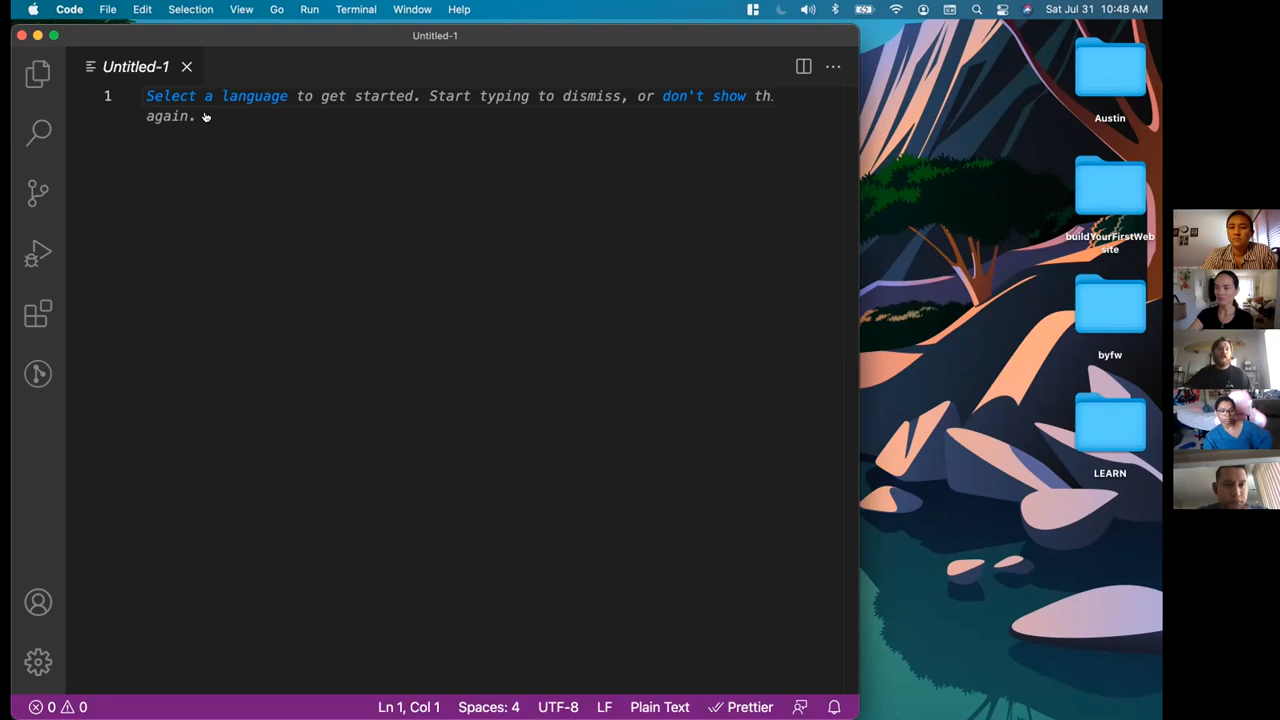 Code File Edit Selection View Go Run Terminal Window Help Sat Jul 31 10:48 AM
Untitled-1
Untitled-1
1 Select a language to get started. Start typing to dismiss, or don't show th
again.
Austin
buildYourFirstWeb
site
byfw
LEARN
0 0 Ln 1, Col 1 Spaces: 4 UTF-8 LF Plain Text Prettier